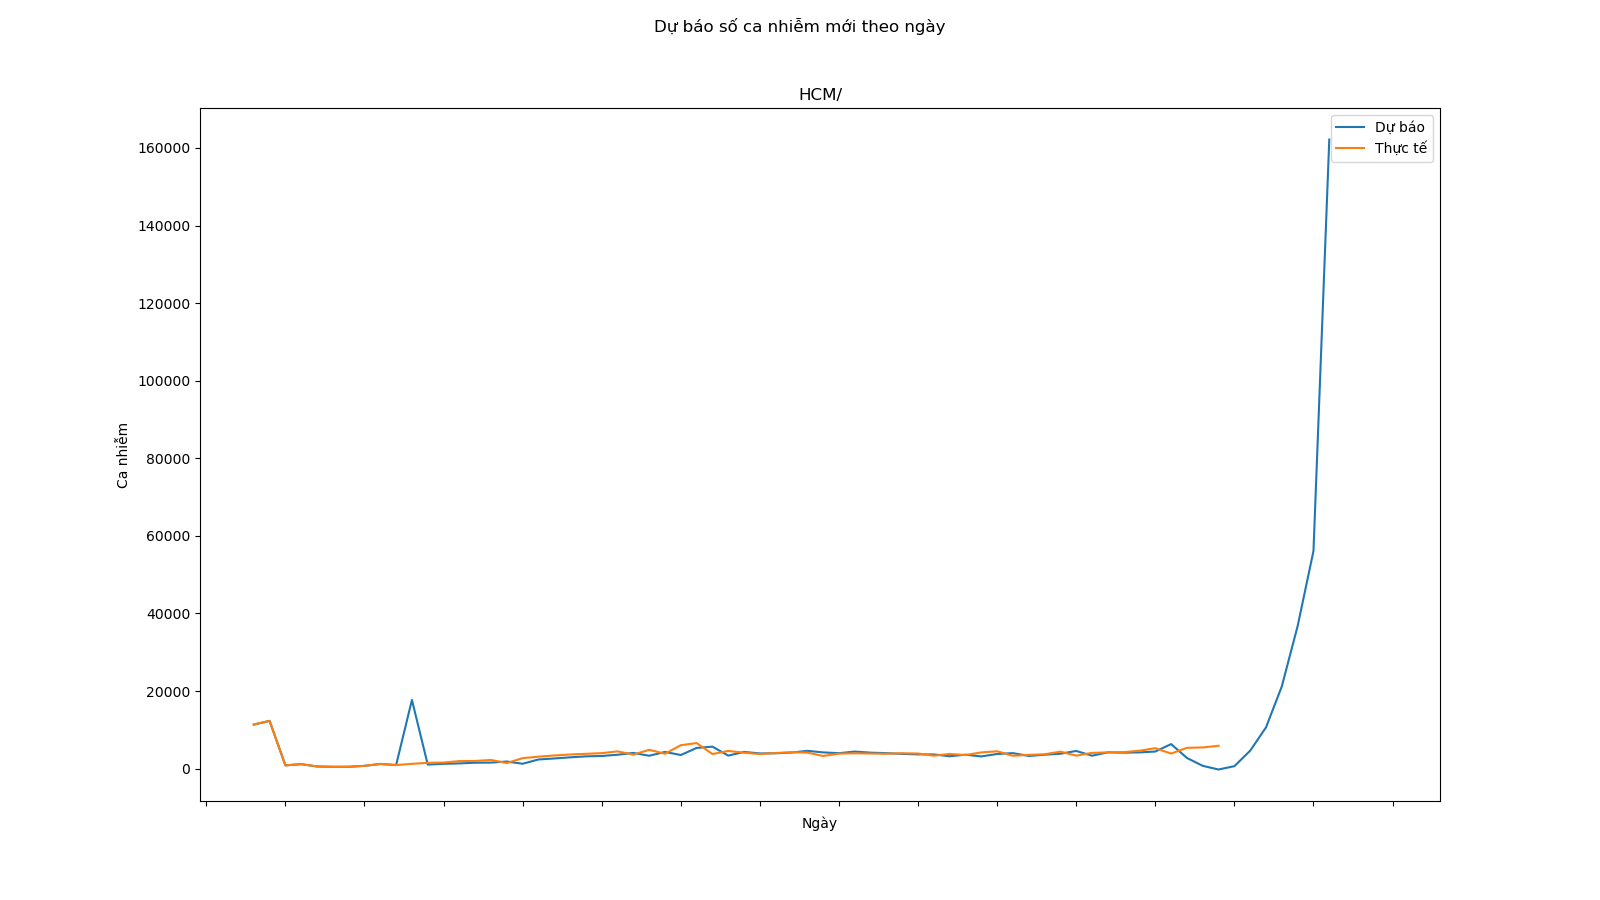 Dự báo số ca nhiễm mới theo ngày
HCM/
Dự báo
Thực tế
160000
140000
120000
100000
80000
60000
40000
20000
0
Ca nhiễm
Ngày